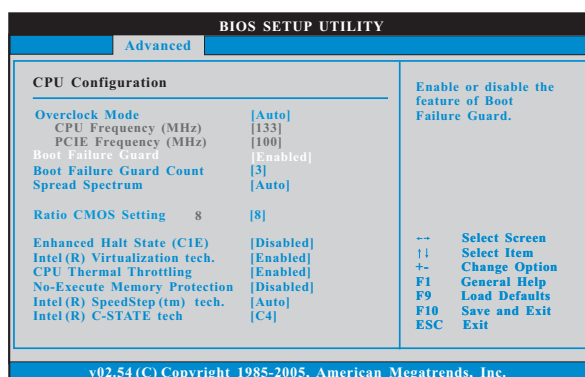 BIOS SETUP UTILITY
Advanced
CPU Configuration
Overclock Mode [Auto]
CPU Frequency (MHz) [133]
PCIE Frequency (MHz) [100]
Boot Failure Guard [Enabled]
Boot Failure Guard Count [3]
Spread Spectrum [Auto]
Ratio CMOS Setting 8 [8]
Enhanced Halt State (C1E) [Disabled]
Intel(R) Virtualization tech. [Enabled]
CPU Thermal Throttling [Enabled]
No-Execute Memory Protection [Disabled]
Intel(R) SpeedStep(tm) tech. [Auto]
Intel(R) C-STATE tech [C4]
Enable or disable the
feature of Boot
Failure Guard.
←→ Select Screen
↑↓ Select Item
+- Change Option
F1 General Help
F9 Load Defaults
F10 Save and Exit
ESC Exit
v02.54 (C) Copyright 1985-2005, American Megatrends, Inc.